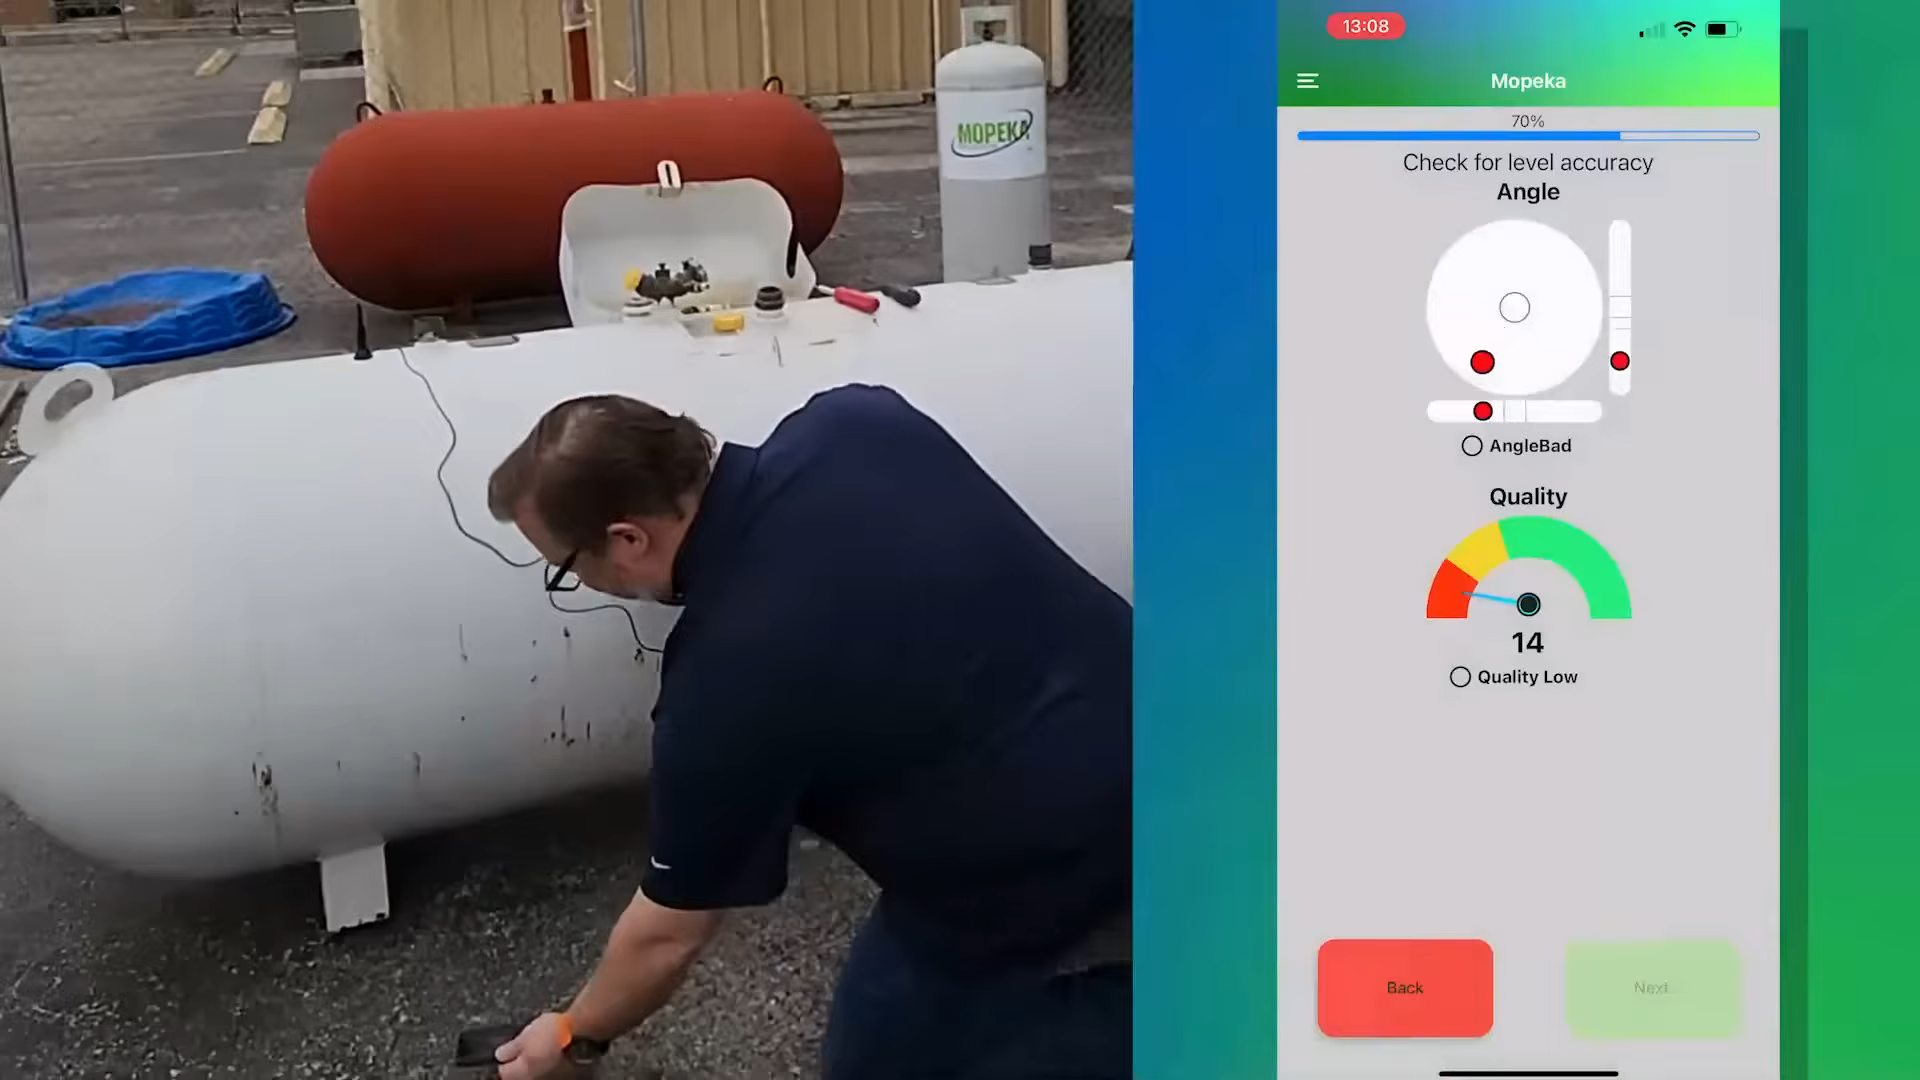 MOPEKA
13:08
Mopeka
70%
Check for level accuracy
Angle
AngleBad
Quality
14
Quality Low
Back
Next